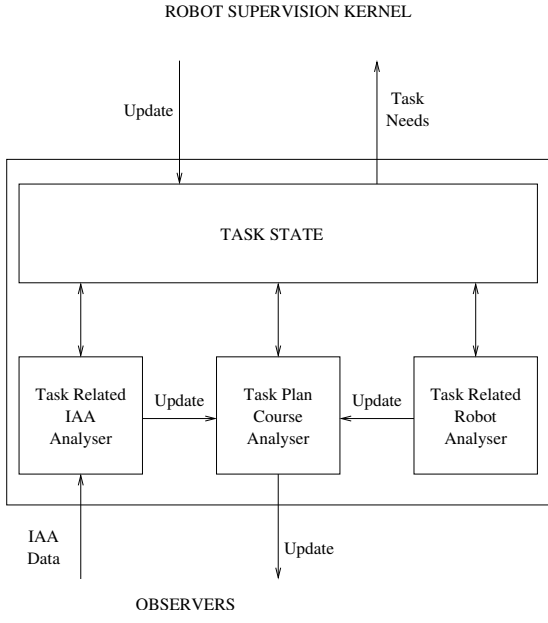 ROBOT SUPERVISION KERNEL
Update
Task
Needs
TASK STATE
Task Related
IAA
Analyser
Update
Task Plan
Course
Analyser
Update
Task Related
Robot
Analyser
IAA
Data
Update
OBSERVERS